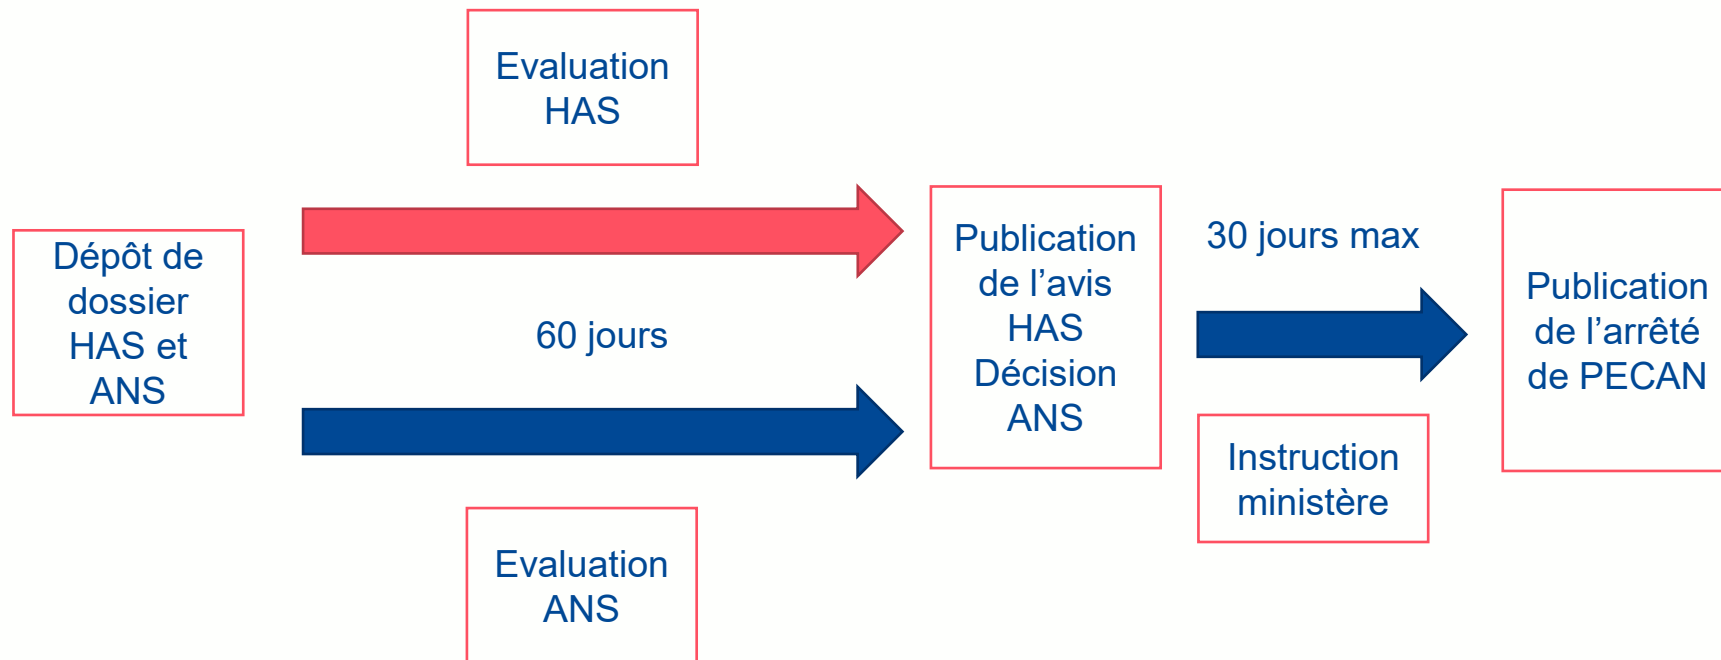 Evaluation
HAS
Dépôt de
dossier
HAS et
ANS
60 jours
Evaluation
ANS
Publication
de l’avis
HAS
Décision
ANS
30 jours max
Instruction
ministère
Publication
de l’arrêté
de PECAN